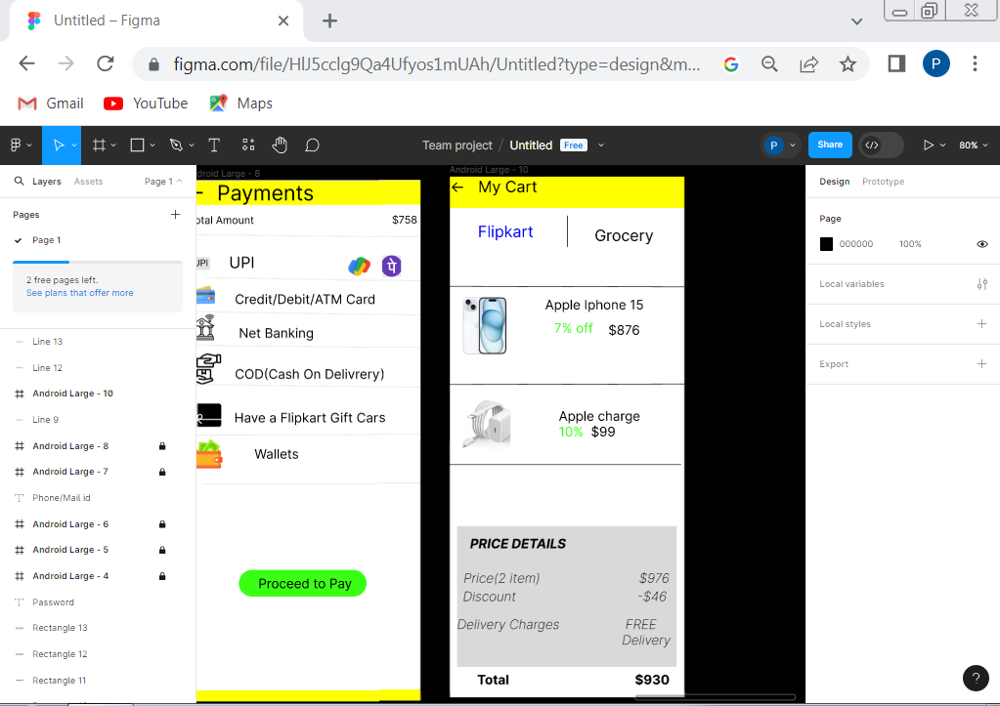 Untitled – Figma
figma.com/file/HlJ5cclg9Qa4Ufyos1mUAh/Untitled?type=design&m...
P
Gmail
YouTube
Maps
Team project / Untitled Free
P
Share
80%
Layers
Assets
Page 1
Pages
Page 1
2 free pages left.
See plans that offer more
Line 13
Line 12
Android Large - 10
Line 9
Android Large - 8
Android Large - 7
Phone/Mail id
Android Large - 6
Android Large - 5
Android Large - 4
Password
Rectangle 13
Rectangle 12
Rectangle 11
droid Large - 8
Payments
otal Amount
$758
UPI
UPI
Credit/Debit/ATM Card
Net Banking
COD(Cash On Delivrery)
Have a Flipkart Gift Cars
Wallets
Proceed to Pay
Android Large - 10
My Cart
Flipkart
Grocery
Apple Iphone 15
7% off $876
Apple charge
10% $99
PRICE DETAILS
Price(2 item) $976
Discount -$46
Delivery Charges FREE
Delivery
Total $930
Design
Prototype
Page
000000 100%
Local variables
Local styles
Export
?